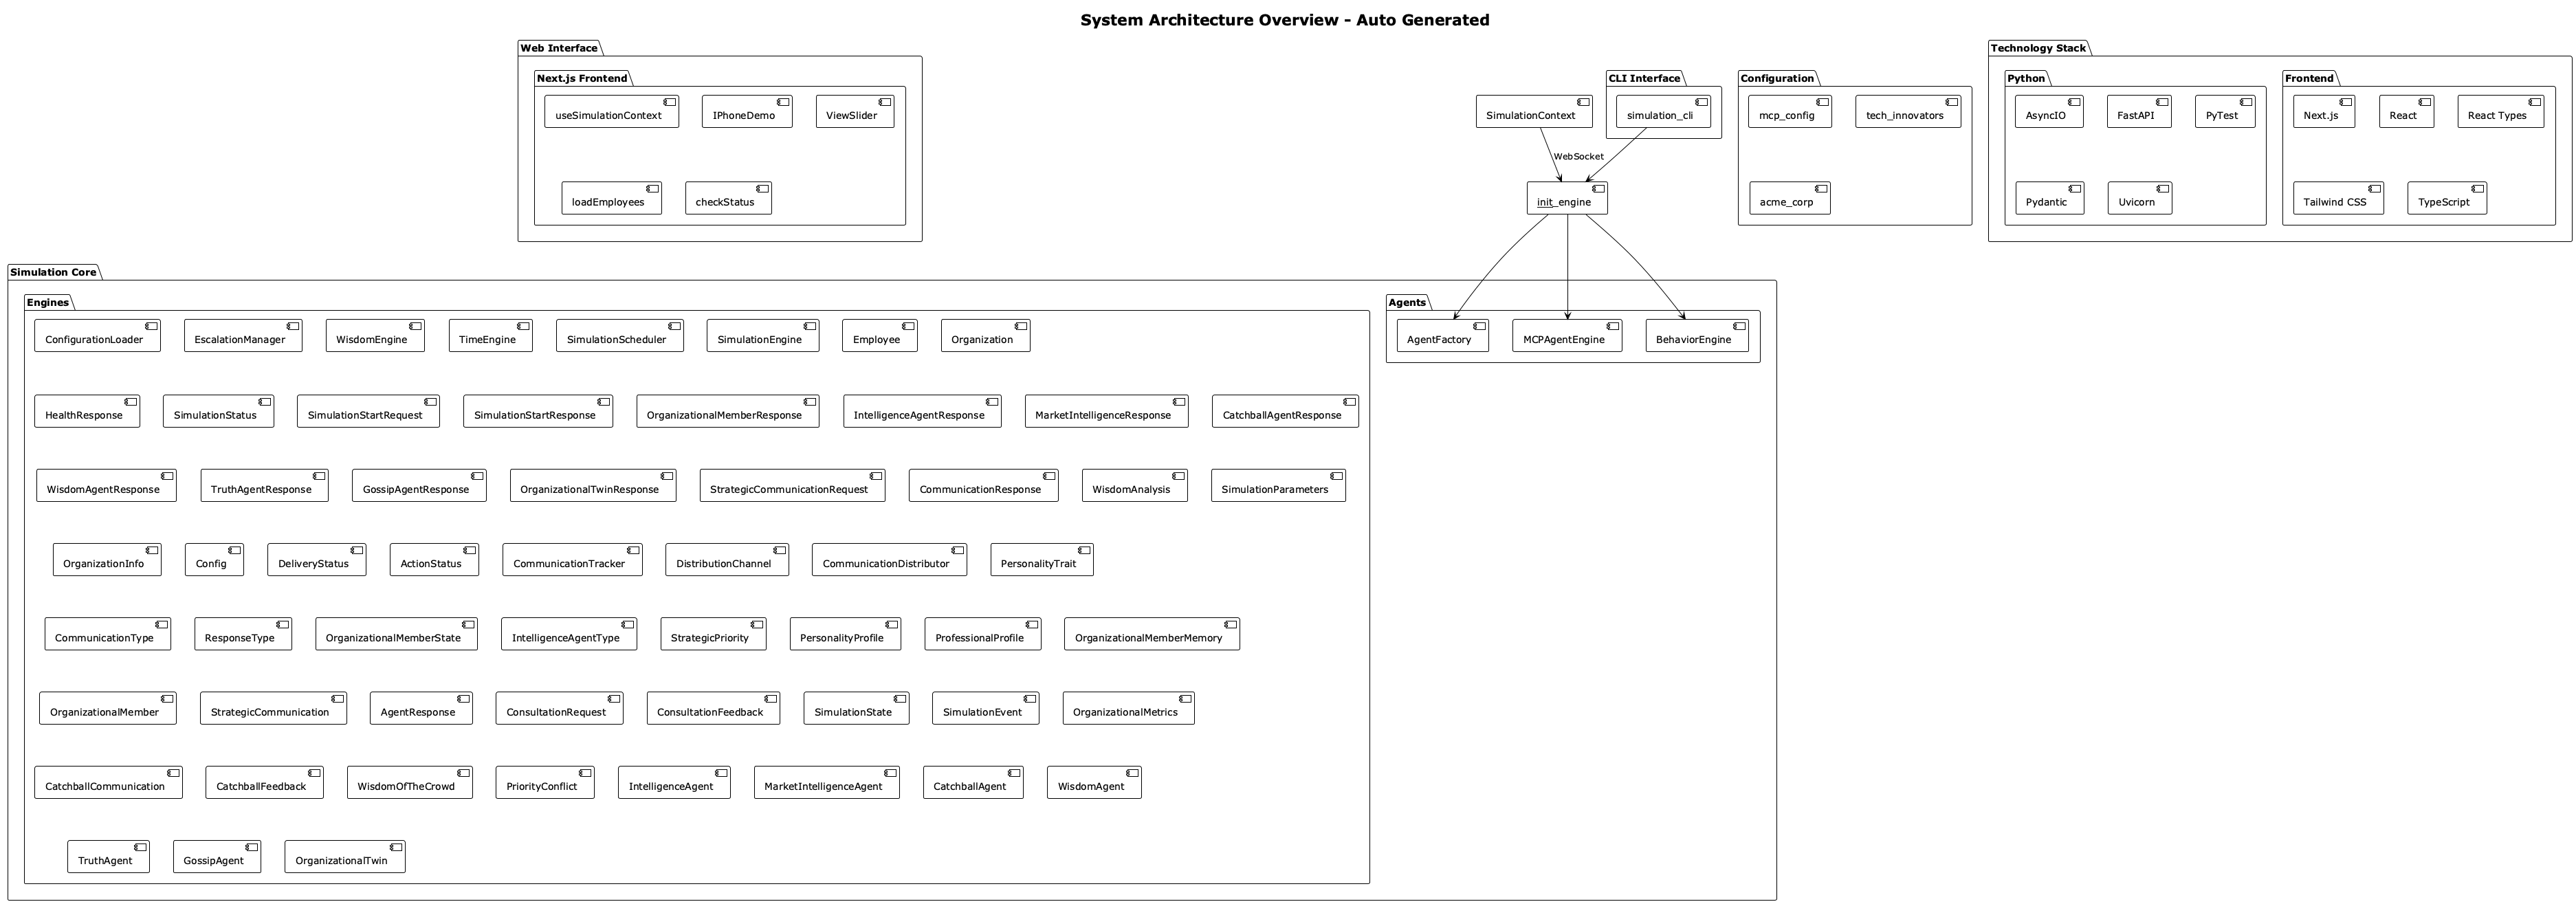 System Architecture Overview - Auto Generated
Web Interface
Next.js Frontend
useSimulationContext
IPhoneDemo
ViewSlider
loadEmployees
checkStatus
SimulationContext
CLI Interface
simulation_cli
WebSocket
init_engine
Configuration
mcp_config
tech_innovators
acme_corp
Technology Stack
Python
AsyncIO
FastAPI
PyTest
Pydantic
Uvicorn
Frontend
Next.js
React
React Types
Tailwind CSS
TypeScript
Simulation Core
Engines
ConfigurationLoader
EscalationManager
WisdomEngine
TimeEngine
SimulationScheduler
SimulationEngine
Employee
Organization
HealthResponse
SimulationStatus
SimulationStartRequest
SimulationStartResponse
OrganizationalMemberResponse
IntelligenceAgentResponse
MarketIntelligenceResponse
CatchballAgentResponse
WisdomAgentResponse
TruthAgentResponse
GossipAgentResponse
OrganizationalTwinResponse
StrategicCommunicationRequest
CommunicationResponse
WisdomAnalysis
SimulationParameters
OrganizationInfo
Config
DeliveryStatus
ActionStatus
CommunicationTracker
DistributionChannel
CommunicationDistributor
PersonalityTrait
CommunicationType
ResponseType
OrganizationalMemberState
IntelligenceAgentType
StrategicPriority
PersonalityProfile
ProfessionalProfile
OrganizationalMemberMemory
OrganizationalMember
StrategicCommunication
AgentResponse
ConsultationRequest
ConsultationFeedback
SimulationState
SimulationEvent
OrganizationalMetrics
CatchballCommunication
CatchballFeedback
WisdomOfTheCrowd
PriorityConflict
IntelligenceAgent
MarketIntelligenceAgent
CatchballAgent
WisdomAgent
TruthAgent
GossipAgent
OrganizationalTwin
Agents
AgentFactory
MCPAgentEngine
BehaviorEngine